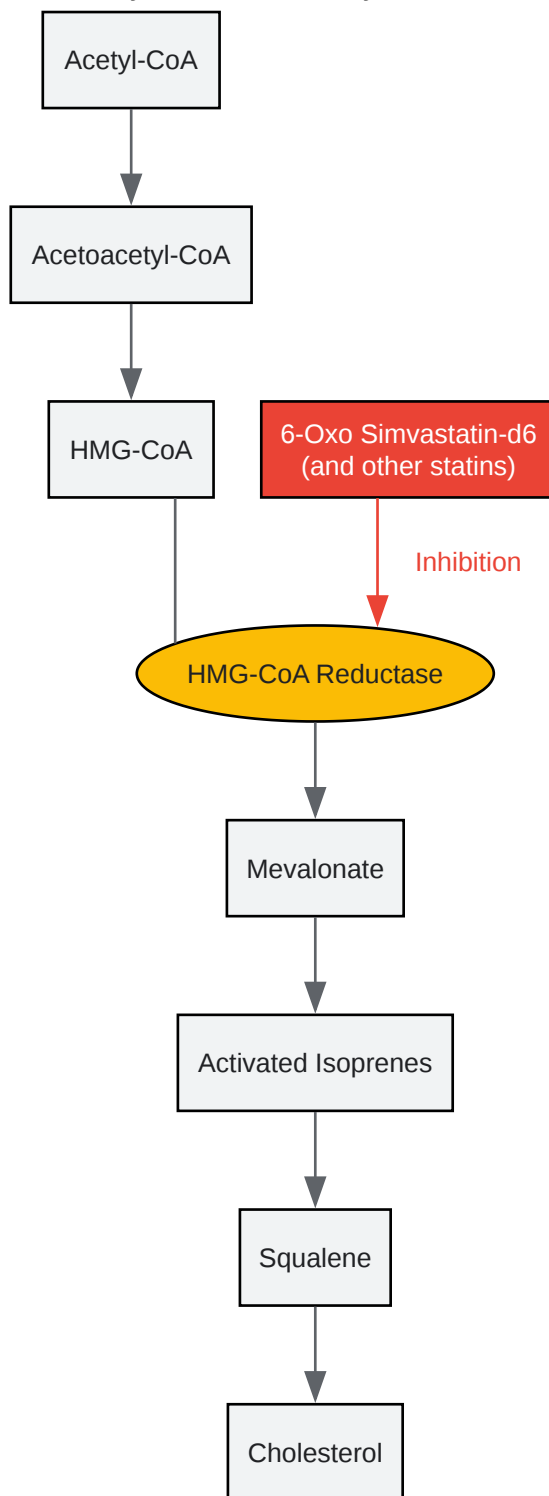 Acetyl-CoA
Acetoacetyl-CoA
HMG-CoA
6-Oxo Simvastatin-d6
(and other statins)
Inhibition
HMG-CoA Reductase
Mevalonate
Activated Isoprenes
Squalene
Cholesterol